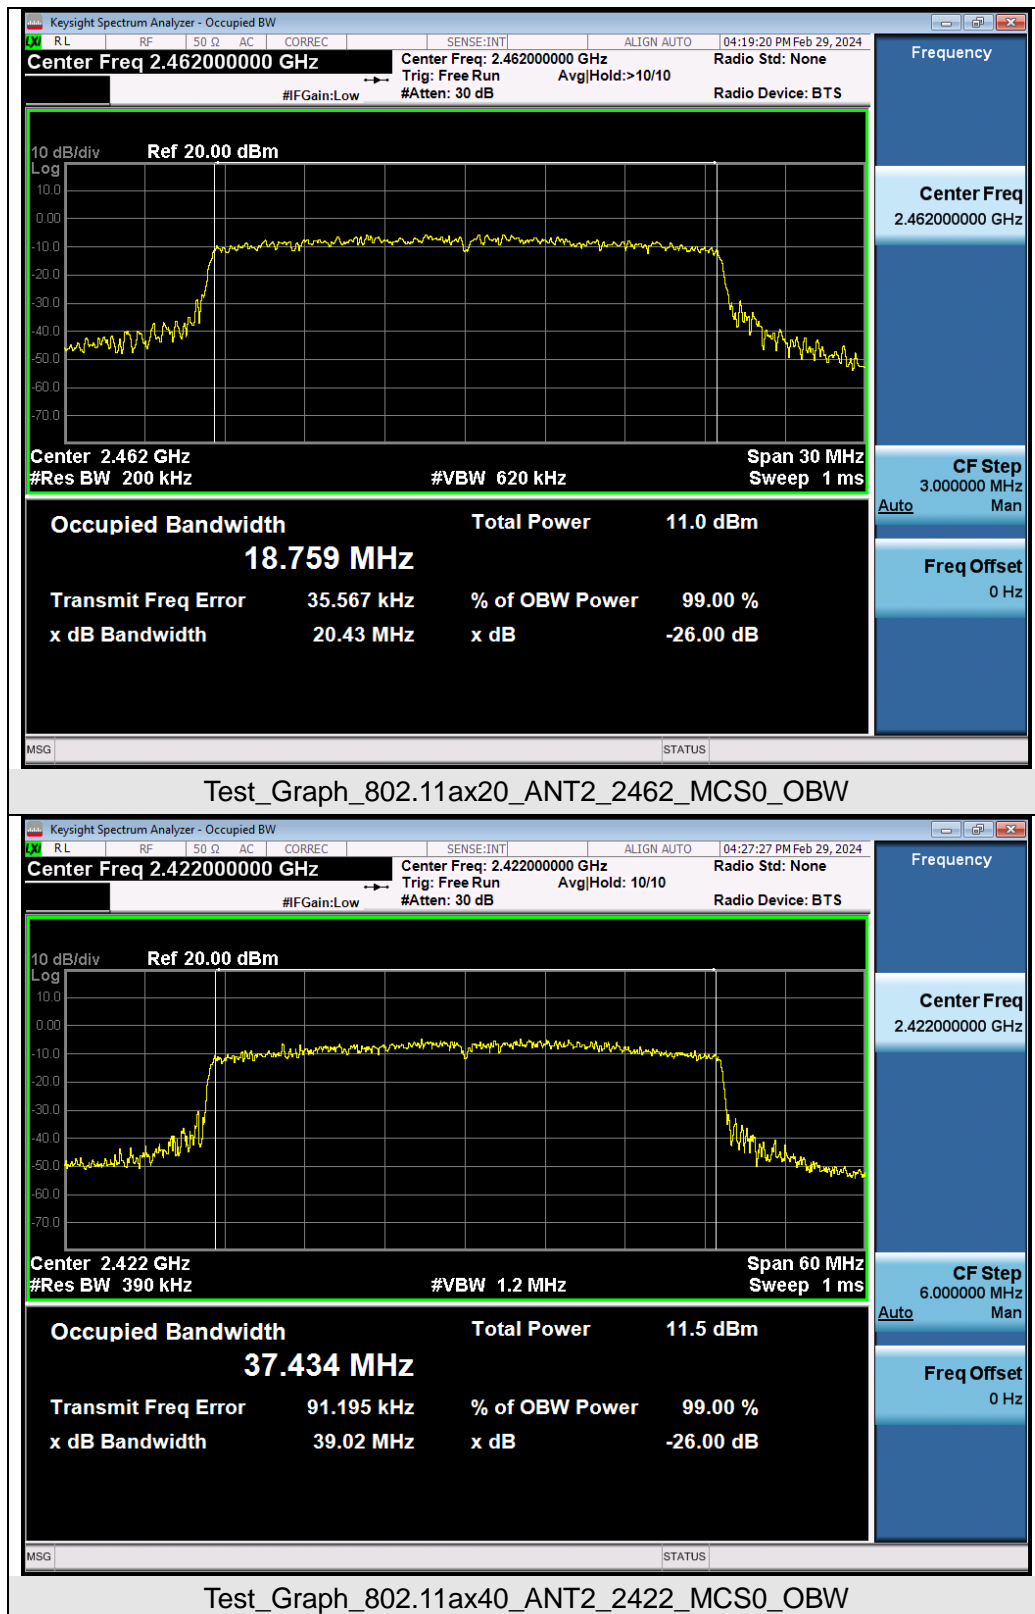 Keysight Spectrum Analyzer - Occupied BW
LXI RL RF 50 Ω AC CORREC SENSE:INT ALIGN AUTO 04:19:20 PM Feb 29, 2024
Center Freq 2.462000000 GHz
Center Freq: 2.462000000 GHz Radio Std: None
Trig: Free Run Avg|Hold:>10/10
#IFGain:Low #Atten: 30 dB Radio Device: BTS
Frequency
10 dB/div Ref 20.00 dBm
Log
10.0
0.00
-10.0
-20.0
-30.0
-40.0
-50.0
-60.0
-70.0
Center 2.462 GHz Span 30 MHz
#Res BW 200 kHz #VBW 620 kHz Sweep 1 ms
Center Freq
2.462000000 GHz
CF Step
3.000000 MHz
Auto Man
Freq Offset
0 Hz
Occupied Bandwidth Total Power 11.0 dBm
18.759 MHz
Transmit Freq Error 35.567 kHz % of OBW Power 99.00 %
x dB Bandwidth 20.43 MHz x dB -26.00 dB
MSG STATUS
Test_Graph_802.11ax20_ANT2_2462_MCS0_OBW
Keysight Spectrum Analyzer - Occupied BW
LXI RL RF 50 Ω AC CORREC SENSE:INT ALIGN AUTO 04:27:27 PM Feb 29, 2024
Center Freq 2.422000000 GHz
Center Freq: 2.422000000 GHz Radio Std: None
Trig: Free Run Avg|Hold: 10/10
#IFGain:Low #Atten: 30 dB Radio Device: BTS
Frequency
10 dB/div Ref 20.00 dBm
Log
10.0
0.00
-10.0
-20.0
-30.0
-40.0
-50.0
-60.0
-70.0
Center 2.422 GHz Span 60 MHz
#Res BW 390 kHz #VBW 1.2 MHz Sweep 1 ms
Center Freq
2.422000000 GHz
CF Step
6.000000 MHz
Auto Man
Freq Offset
0 Hz
Occupied Bandwidth Total Power 11.5 dBm
37.434 MHz
Transmit Freq Error 91.195 kHz % of OBW Power 99.00 %
x dB Bandwidth 39.02 MHz x dB -26.00 dB
MSG STATUS
Test_Graph_802.11ax40_ANT2_2422_MCS0_OBW